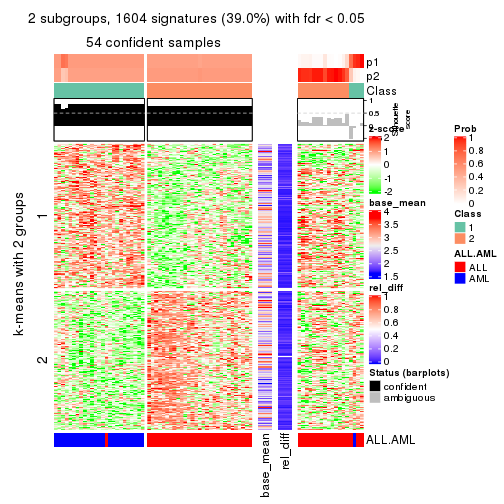 2 subgroups, 1604 signatures (39.0%) with fdr < 0.05
54 confident samples
p1
p2
Class
1
0.5
0
Silhouette
score
k-means with 2 groups
1
2
base_mean
rel_diff
ALL.AML
z-score
2
1
0
-1
-2
base_mean
4
3.5
3
2.5
2
1.5
rel_diff
1
0.8
0.6
0.4
0.2
0
Status (barplots)
confident
ambiguous
Prob
1
0.8
0.6
0.4
0.2
0
Class
1
2
ALL.AML
ALL
AML